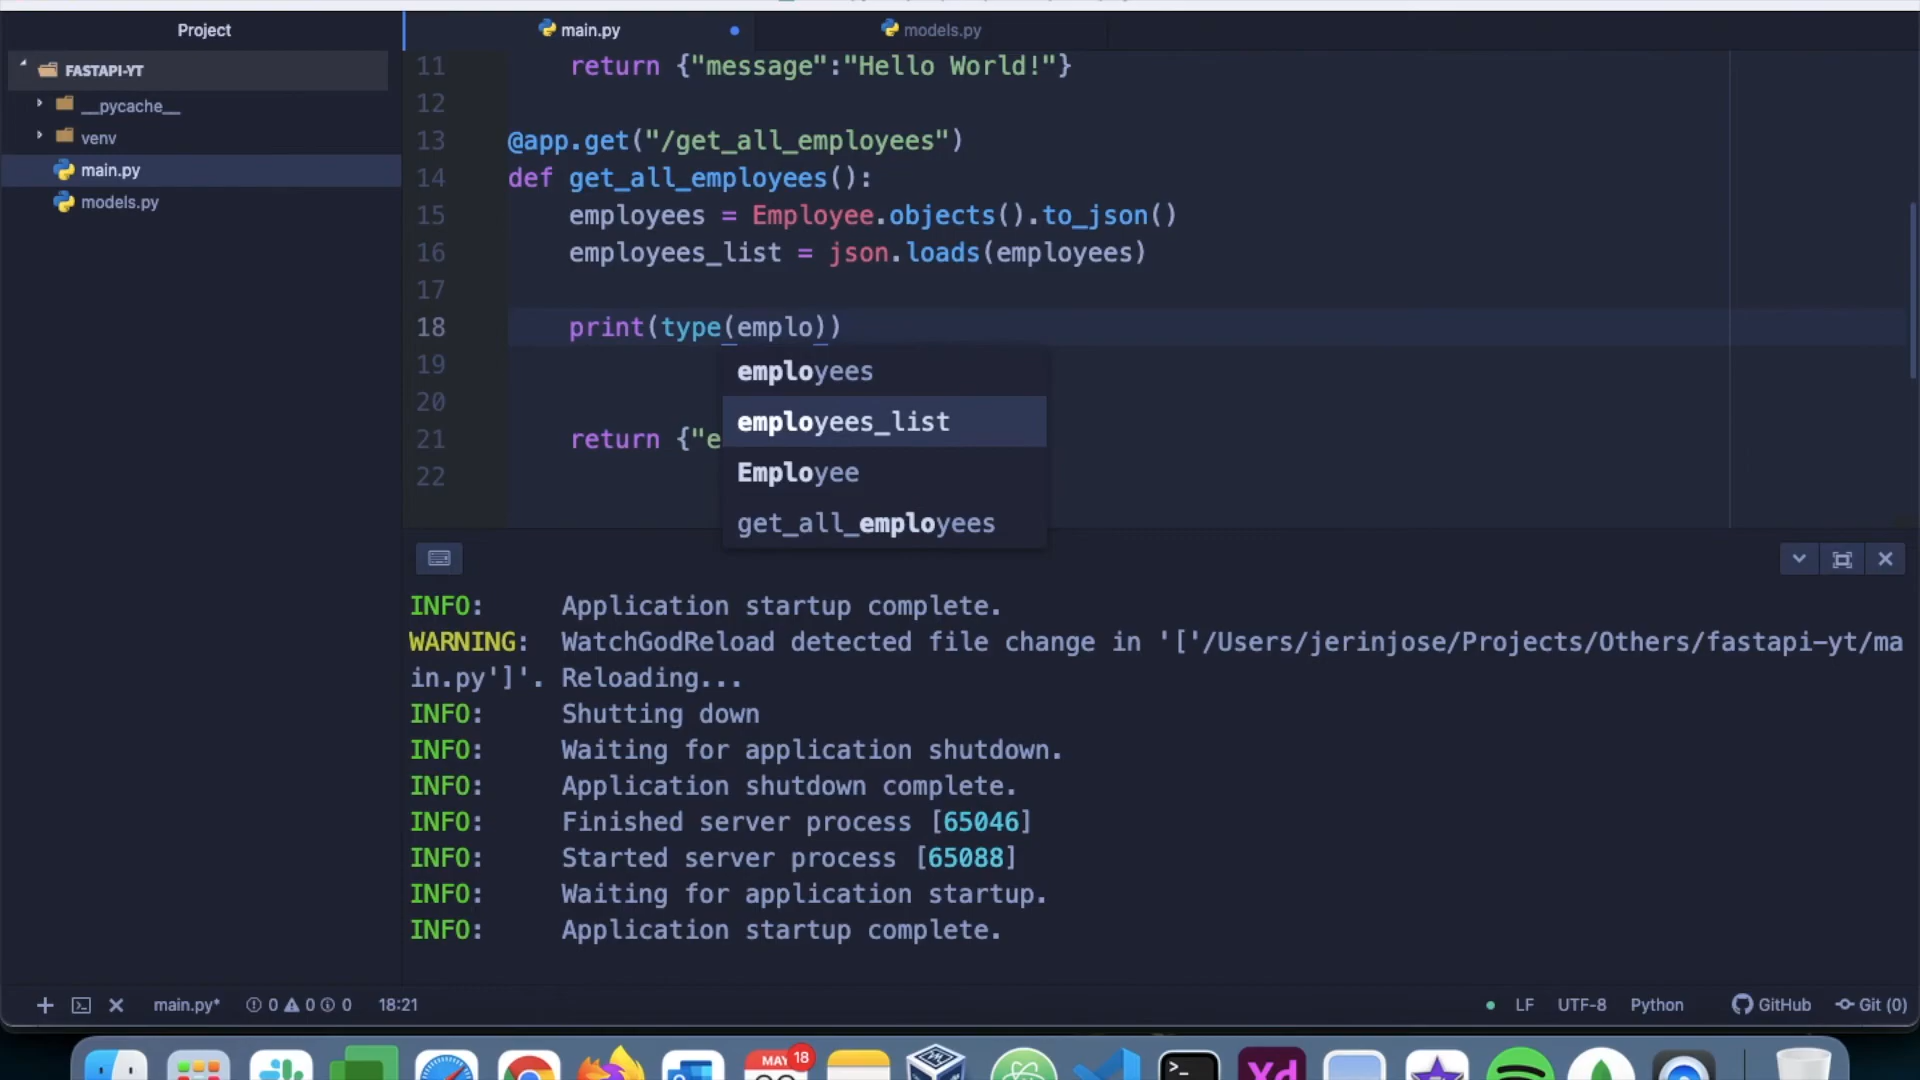 Project
main.py
models.py
FASTAPI-YT
__pycache__
venv
main.py
models.py
11 return {"message":"Hello World!"}
12
13 @app.get("/get_all_employees")
14 def get_all_employees():
15 employees = Employee.objects().to_json()
16 employees_list = json.loads(employees)
17
18 print(type(emplo))
19
20
21 return {"e
22
employees
employees_list
Employee
get_all_employees
INFO: Application startup complete.
WARNING: WatchGodReload detected file change in '['/Users/jerinjose/Projects/Others/fastapi-yt/ma
in.py']'. Reloading...
INFO: Shutting down
INFO: Waiting for application shutdown.
INFO: Application shutdown complete.
INFO: Finished server process [65046]
INFO: Started server process [65088]
INFO: Waiting for application startup.
INFO: Application startup complete.
main.py* 0 0 0 18:21 LF UTF-8 Python GitHub Git (0)
MAY 18
Xd